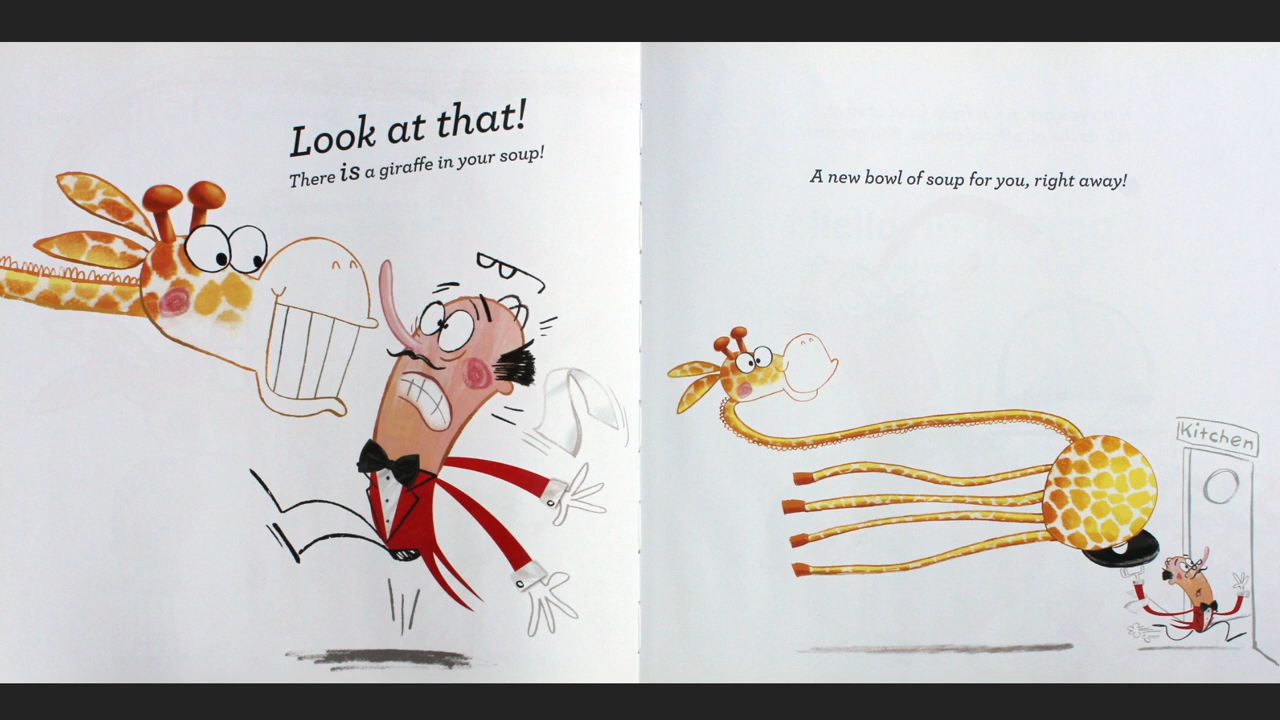 Look at that!
There is a giraffe in your soup!
A new bowl of soup for you, right away!
Kitchen